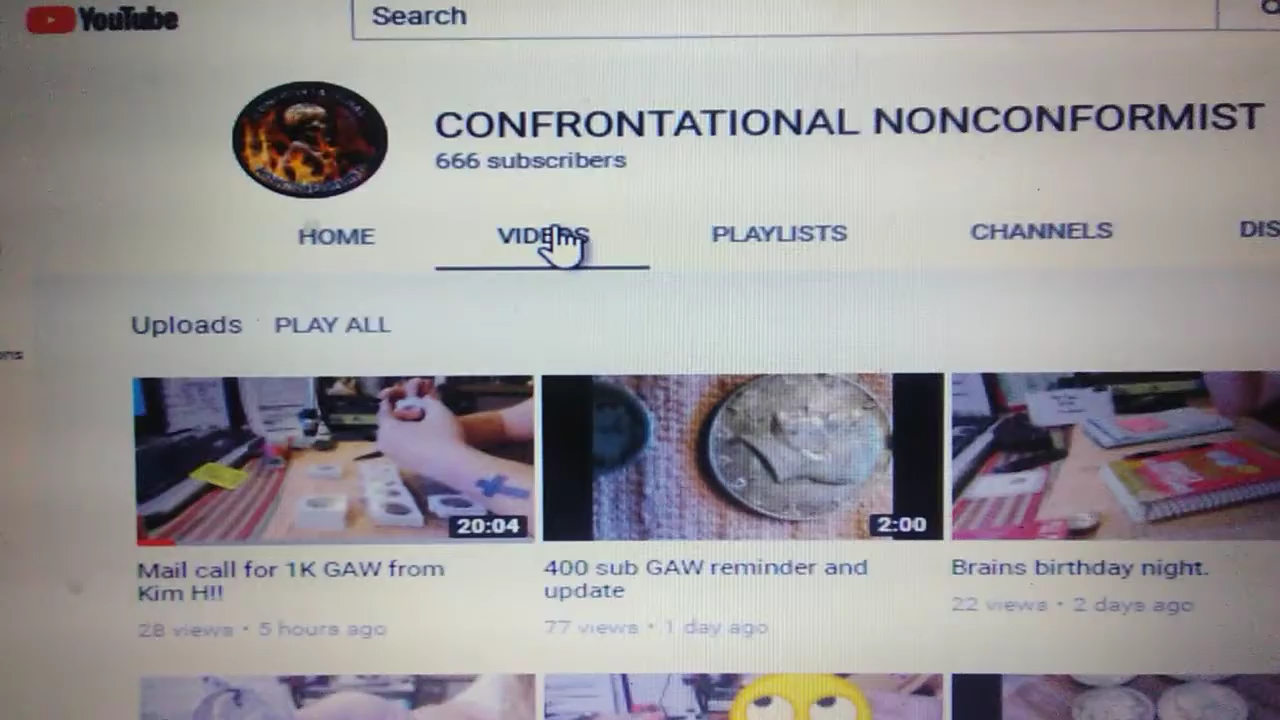 YouTube
Search
CONFRONTATIONAL NONCONFORMIST
666 subscribers
HOME
VIDEOS
PLAYLISTS
CHANNELS
DIS
Uploads
PLAY ALL
ons
20:04
2:00
Mail call for 1K GAW from
Kim H!!
28 views • 5 hours ago
400 sub GAW reminder and
update
77 views • 1 day ago
Brains birthday night.
22 views • 2 days ago